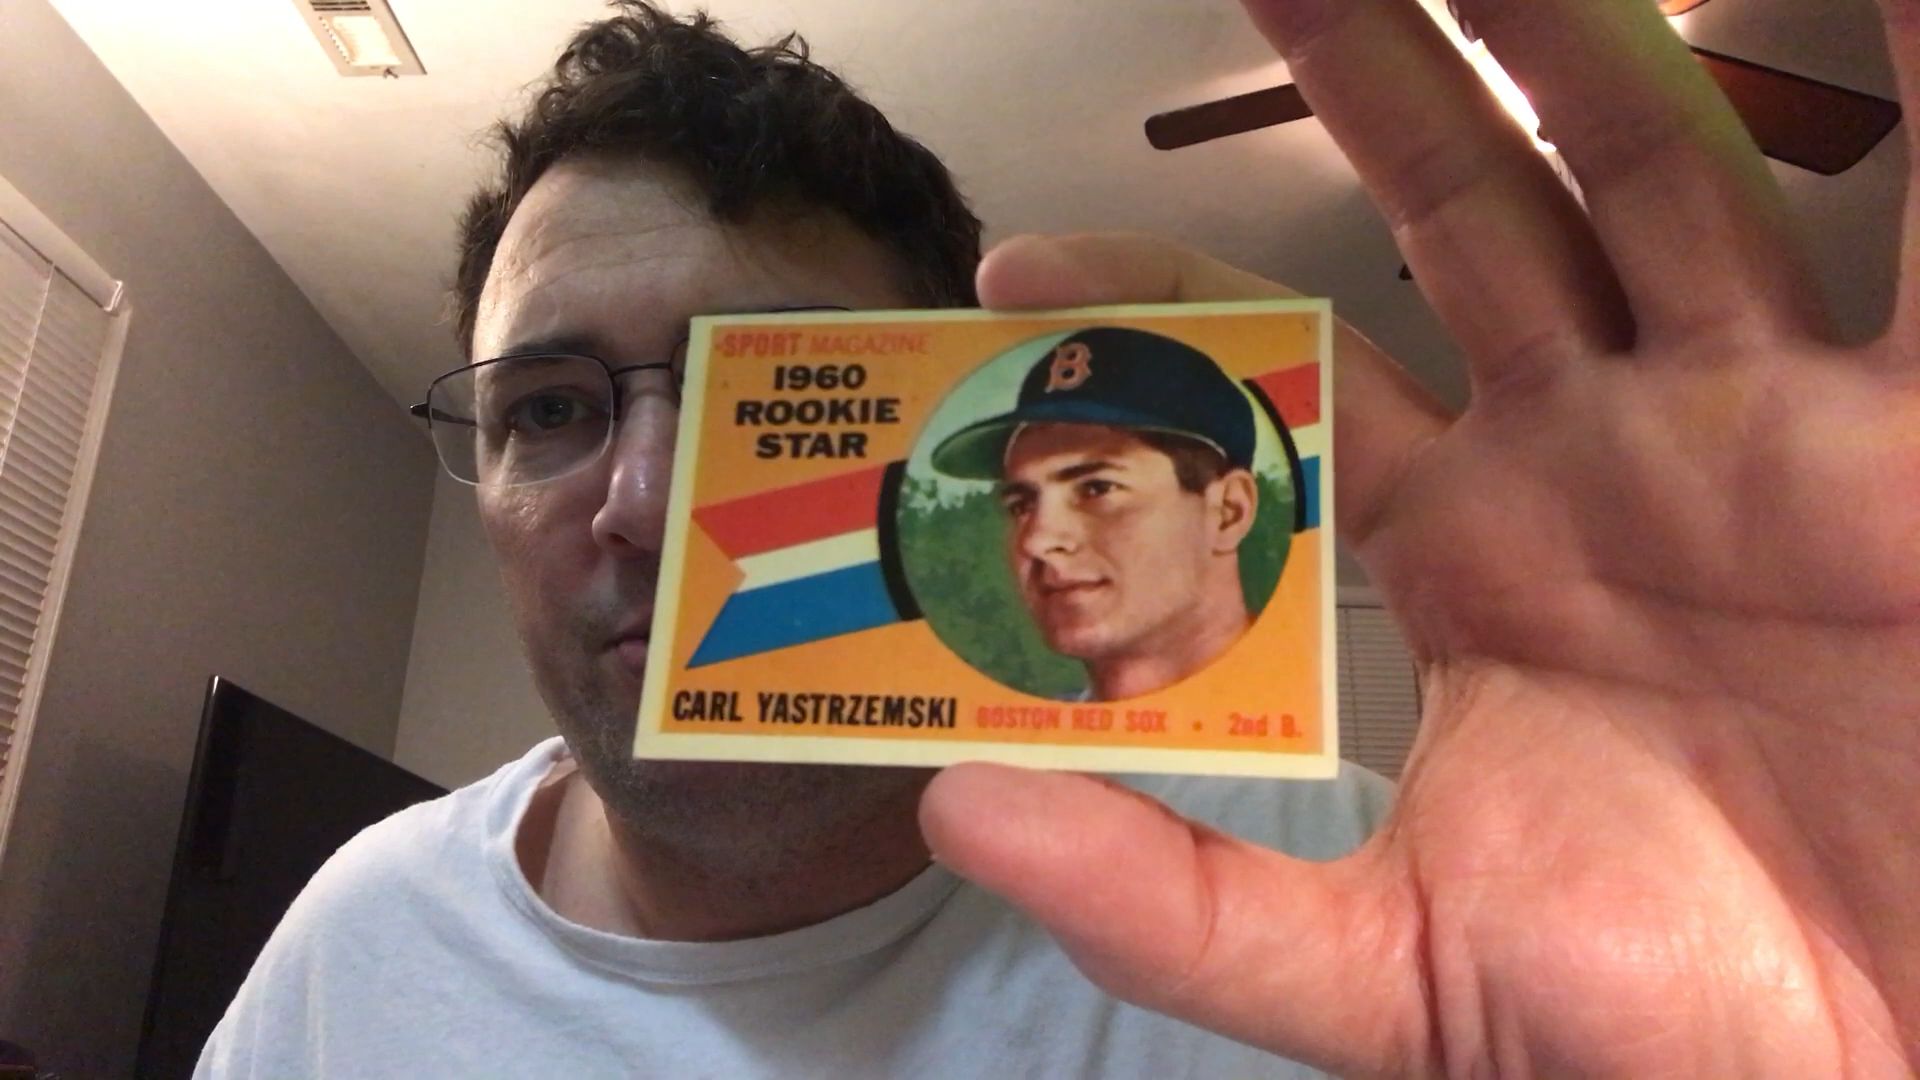 SPORT MAGAZINE
1960
ROOKIE
STAR
B
CARL YASTRZEMSKI BOSTON RED SOX • 2nd B.